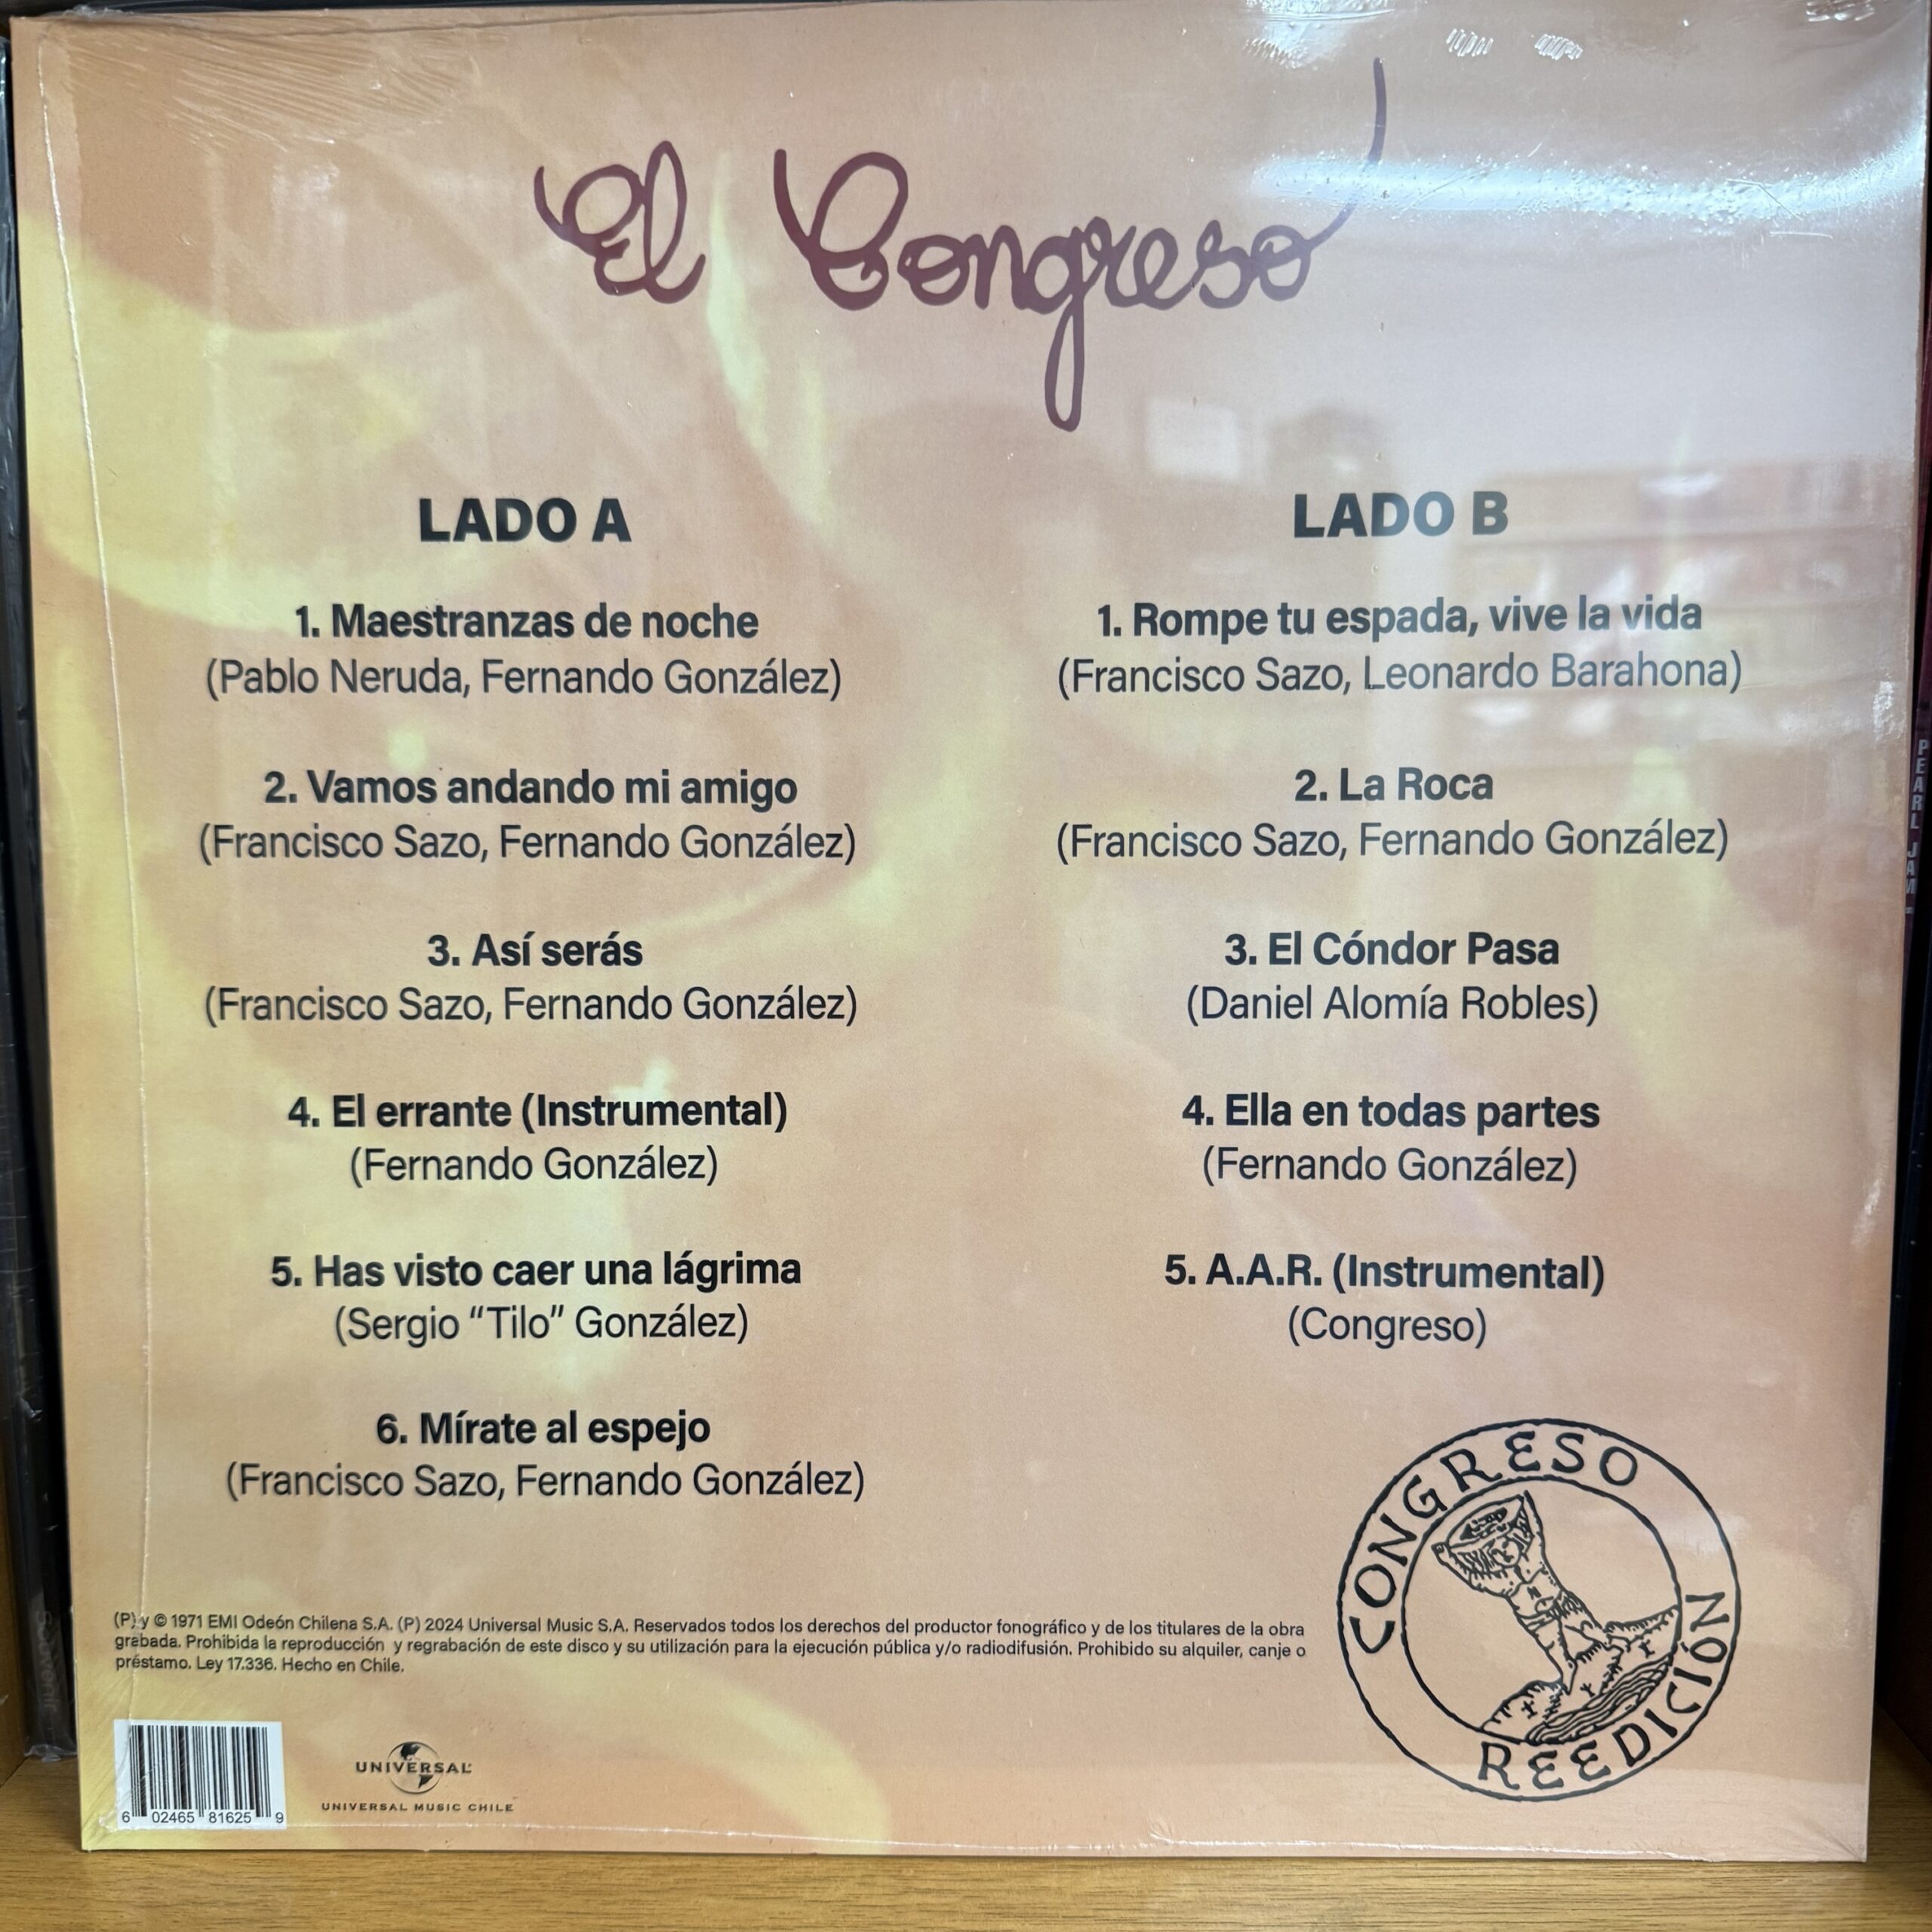 El Congreso
LADO A
1. Maestranzas de noche
(Pablo Neruda, Fernando González)
2. Vamos andando mi amigo
(Francisco Sazo, Fernando González)
3. Así serás
(Francisco Sazo, Fernando González)
4. El errante (Instrumental)
(Fernando González)
5. Has visto caer una lágrima
(Sergio “Tilo” González)
6. Mírate al espejo
(Francisco Sazo, Fernando González)
LADO B
1. Rompe tu espada, vive la vida
(Francisco Sazo, Leonardo Barahona)
2. La Roca
(Francisco Sazo, Fernando González)
3. El Cóndor Pasa
(Daniel Alomía Robles)
4. Ella en todas partes
(Fernando González)
5. A.A.R. (Instrumental)
(Congreso)
CONGRESO
REEDICIÓN
(P) y © 1971 EMI Odeón Chilena S.A. (P) 2024 Universal Music S.A. Reservados todos los derechos del productor fonográfico y de los titulares de la obra
grabada. Prohibida la reproducción y regrabación de este disco y su utilización para la ejecución pública y/o radiodifusión. Prohibido su alquiler, canje o
préstamo. Ley 17.336. Hecho en Chile.
6 02465 81625 9
UNIVERSAL
UNIVERSAL MUSIC CHILE
PEARL JAM